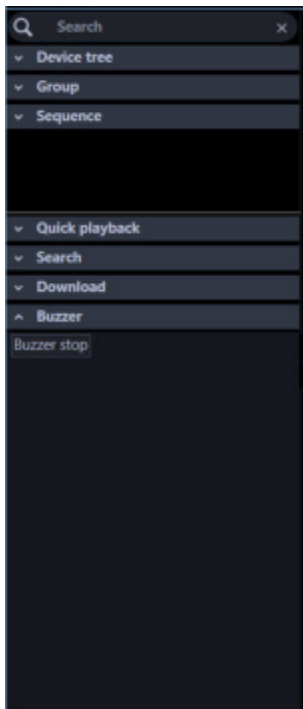 Search
Device tree
Group
Sequence
Quick playback
Search
Download
Buzzer
Buzzer stop